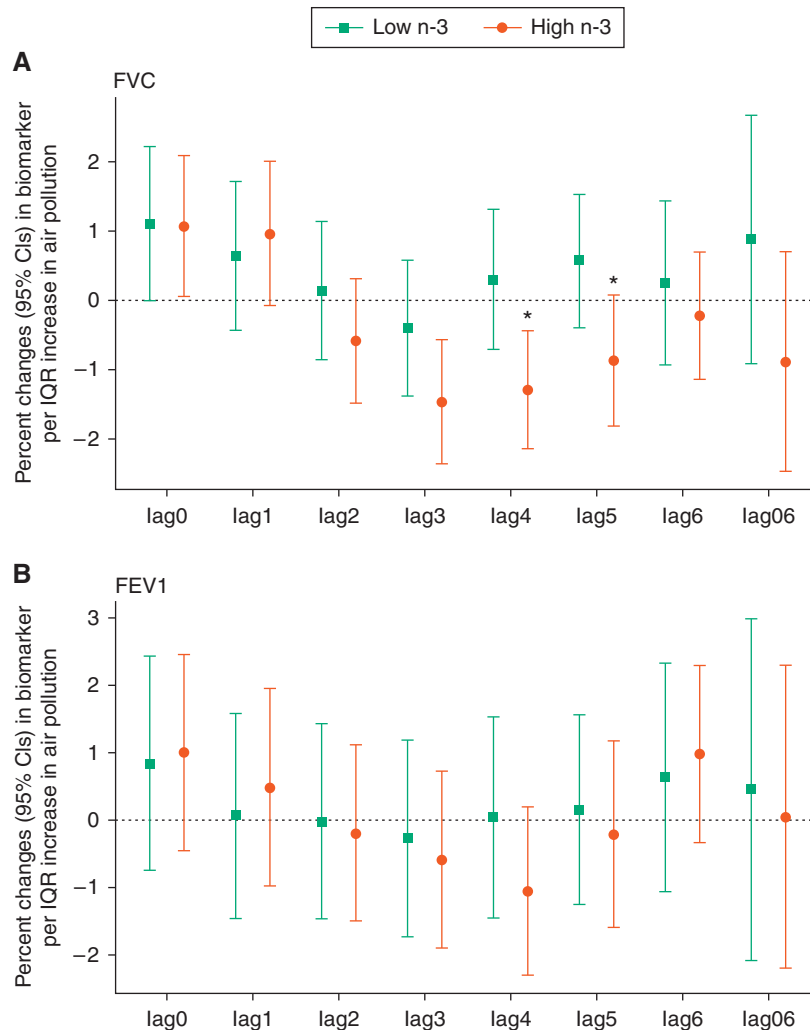 Low n-3 High n-3
A
FVC
Percent changes (95% CIs) in biomarker
per IQR increase in air pollution
2
1
0
−1
−2
*
*
lag0 lag1 lag2 lag3 lag4 lag5 lag6 lag06
B
FEV1
Percent changes (95% CIs) in biomarker
per IQR increase in air pollution
3
2
1
0
−1
−2
lag0 lag1 lag2 lag3 lag4 lag5 lag6 lag06